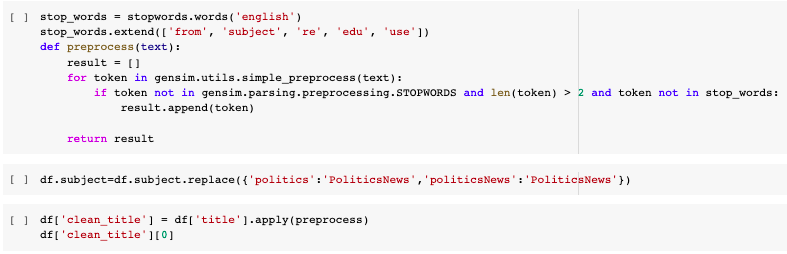 [ ] stop_words = stopwords.words('english')
stop_words.extend(['from', 'subject', 're', 'edu', 'use'])
def preprocess(text):
    result = []
    for token in gensim.utils.simple_preprocess(text):
        if token not in gensim.parsing.preprocessing.STOPWORDS and len(token) > 2 and token not in stop_words:
            result.append(token)
    return result
[ ] df.subject=df.subject.replace({'politics':'PoliticsNews','politicsNews':'PoliticsNews'})
[ ] df['clean_title'] = df['title'].apply(preprocess)
df['clean_title'][0]